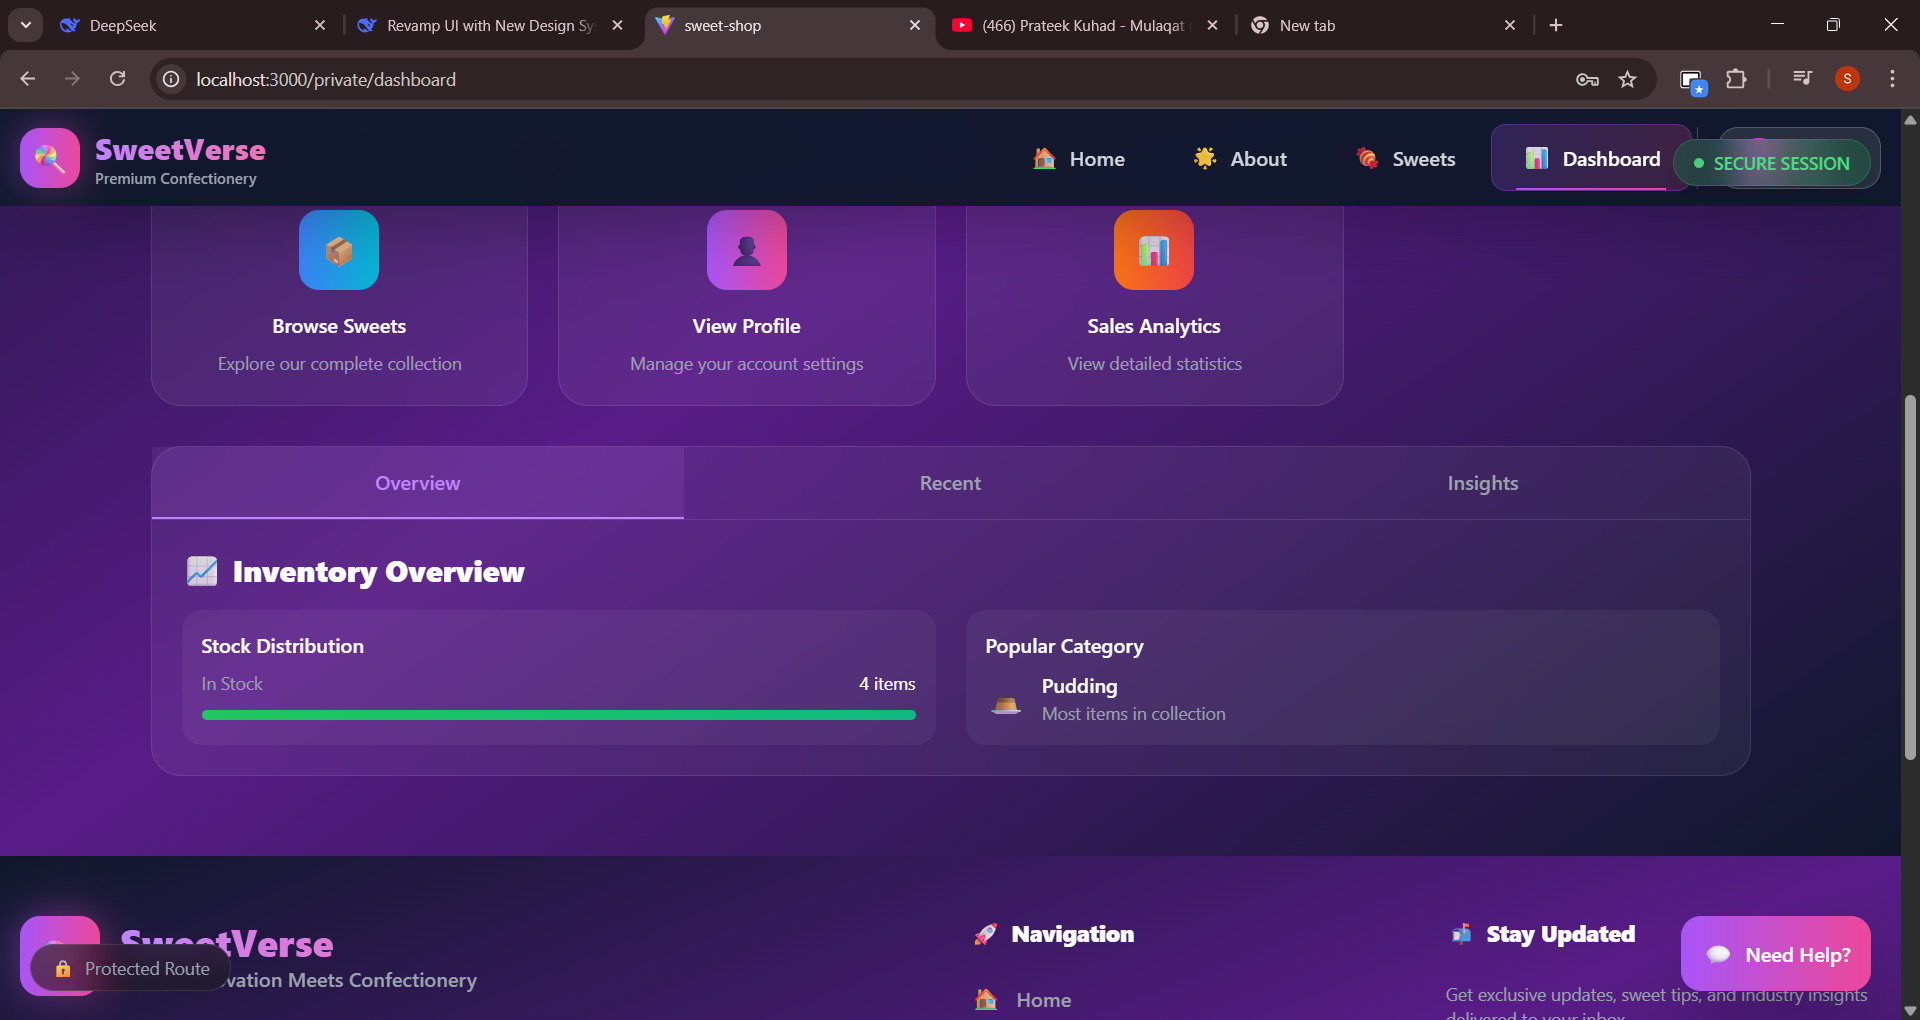 DeepSeek
Revamp UI with New Design Sy
sweet-shop
(466) Prateek Kuhad - Mulaqat
New tab
localhost:3000/private/dashboard
S
SweetVerse
Premium Confectionery
Home
About
Sweets
Dashboard
SECURE SESSION
Browse Sweets
Explore our complete collection
View Profile
Manage your account settings
Sales Analytics
View detailed statistics
Overview
Recent
Insights
Inventory Overview
Stock Distribution
In Stock
4 items
Popular Category
Pudding
Most items in collection
SweetVerse
vation Meets Confectionery
Protected Route
Navigation
Home
Stay Updated
Get exclusive updates, sweet tips, and industry insights
delivered to your inbox
Need Help?